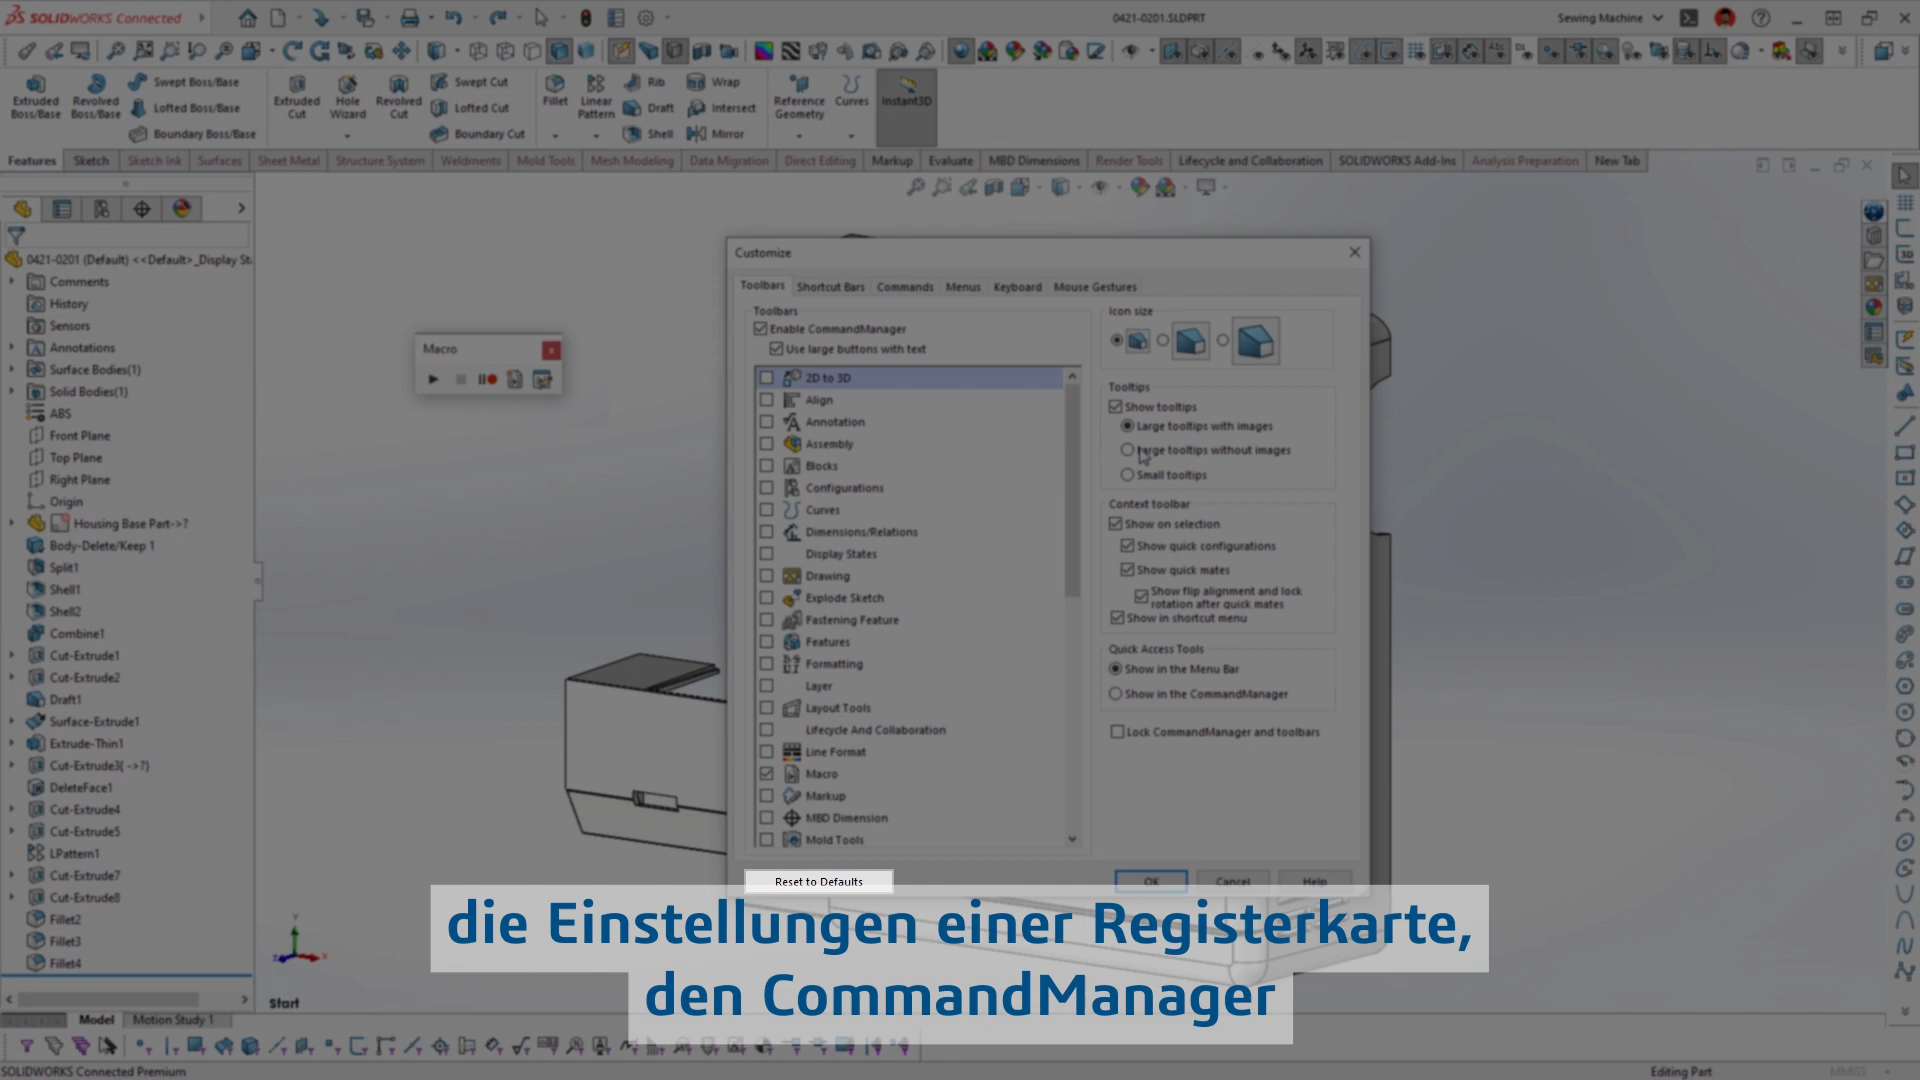 SOLIDWORKS Connected
0421-0201.SLDPRT
Sewing Machine
Extruded Boss/Base
Revolved Boss/Base
Swept Boss/Base
Lofted Boss/Base
Boundary Boss/Base
Extruded Cut
Hole Wizard
Revolved Cut
Swept Cut
Lofted Cut
Boundary Cut
Fillet
Linear Pattern
Rib
Draft
Shell
Wrap
Intersect
Mirror
Reference Geometry
Curves
Instant3D
Features Sketch Sketch Ink Surfaces Sheet Metal Structure System Weldments Mold Tools Mesh Modeling Data Migration Direct Editing Markup Evaluate MBD Dimensions Render Tools Lifecycle and Collaboration SOLIDWORKS Add-Ins Analysis Preparation New Tab
0421-0201 (Default) <<Default>_Display St
Comments
History
Sensors
Annotations
Surface Bodies(1)
Solid Bodies(1)
ABS
Front Plane
Top Plane
Right Plane
Origin
Housing Base Part->?
Body-Delete/Keep 1
Split1
Shell1
Shell2
Combine1
Cut-Extrude1
Cut-Extrude2
Draft1
Surface-Extrude1
Extrude-Thin1
Cut-Extrude3( ->?)
DeleteFace1
Cut-Extrude4
Cut-Extrude5
LPattern1
Cut-Extrude7
Cut-Extrude8
Fillet2
Fillet3
Fillet4
Macro
Customize
Toolbars Shortcut Bars Commands Menus Keyboard Mouse Gestures
Toolbars
Enable CommandManager
Use large buttons with text
2D to 3D
Align
Annotation
Assembly
Blocks
Configurations
Curves
Dimensions/Relations
Display States
Drawing
Explode Sketch
Fastening Feature
Features
Formatting
Layer
Layout Tools
Lifecycle And Collaboration
Line Format
Macro
Markup
MBD Dimension
Mold Tools
Icon size
Tooltips
Show tooltips
Large tooltips with images
Large tooltips without images
Small tooltips
Context toolbar
Show on selection
Show quick configurations
Show quick mates
Show flip alignment and lock
rotation after quick mates
Show in shortcut menu
Quick Access Tools
Show in the Menu Bar
Show in the CommandManager
Lock CommandManager and toolbars
Reset to Defaults
OK Cancel Help
die Einstellungen einer Registerkarte,
den CommandManager
Start
Model Motion Study 1
SOLIDWORKS Connected Premium
Editing Part
MMGS